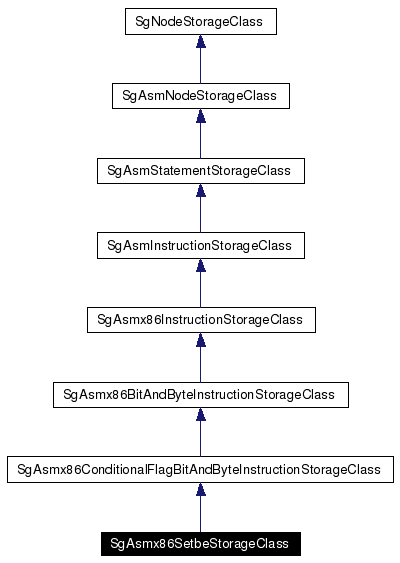 SgNodeStorageClass
SgAsmNodeStorageClass
SgAsmStatementStorageClass
SgAsmInstructionStorageClass
SgAsmx86InstructionStorageClass
SgAsmx86BitAndByteInstructionStorageClass
SgAsmx86ConditionalFlagBitAndByteInstructionStorageClass
SgAsmx86SetbeStorageClass